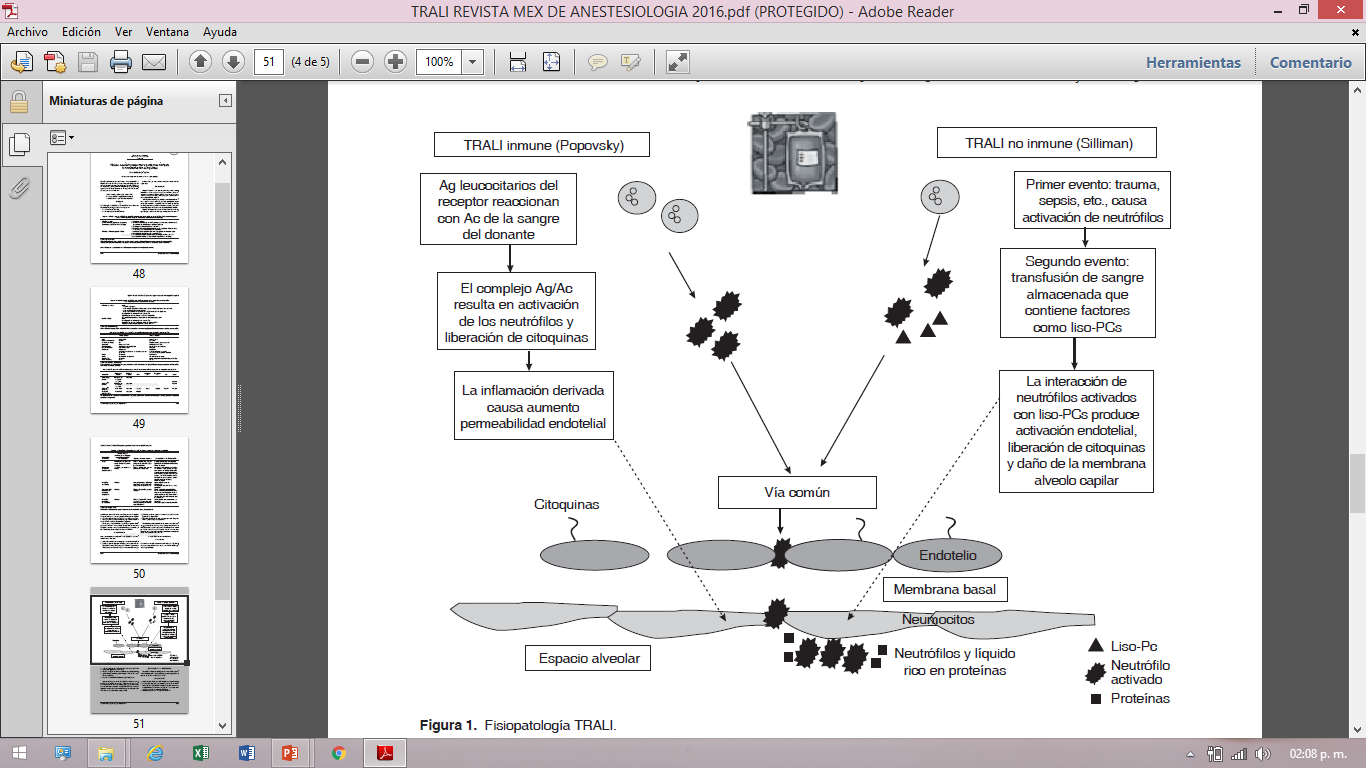 TRALI REVISTA MEX DE ANESTESIOLOGIA 2016.pdf (PROTEGIDO) - Adobe Reader
Archivo Edición Ver Ventana Ayuda
51 (4 de 5) 100% Herramientas Comentario
Miniaturas de página
48
49
50
51
TRALI inmune (Popovsky)
Ag leucocitarios del
receptor reaccionan
con Ac de la sangre
del donante
El complejo Ag/Ac
resulta en activación
de los neutrófilos y
liberación de citoquinas
La inflamación derivada
causa aumento
permeabilidad endotelial
TRALI no inmune (Silliman)
Primer evento: trauma,
sepsis, etc., causa
activación de neutrófilos
Segundo evento:
transfusión de sangre
almacenada que
contiene factores
como liso-PCs
La interacción de
neutrófilos activados
con liso-PCs produce
activación endotelial,
liberación de citoquinas
y daño de la membrana
alveolo capilar
Vía común
Citoquinas
Endotelio
Membrana basal
Neumocitos
Espacio alveolar
Neutrófilos y líquido
rico en proteínas
Liso-Pc
Neutrófilo
activado
Proteínas
Figura 1. Fisiopatología TRALI.
02:08 p. m.